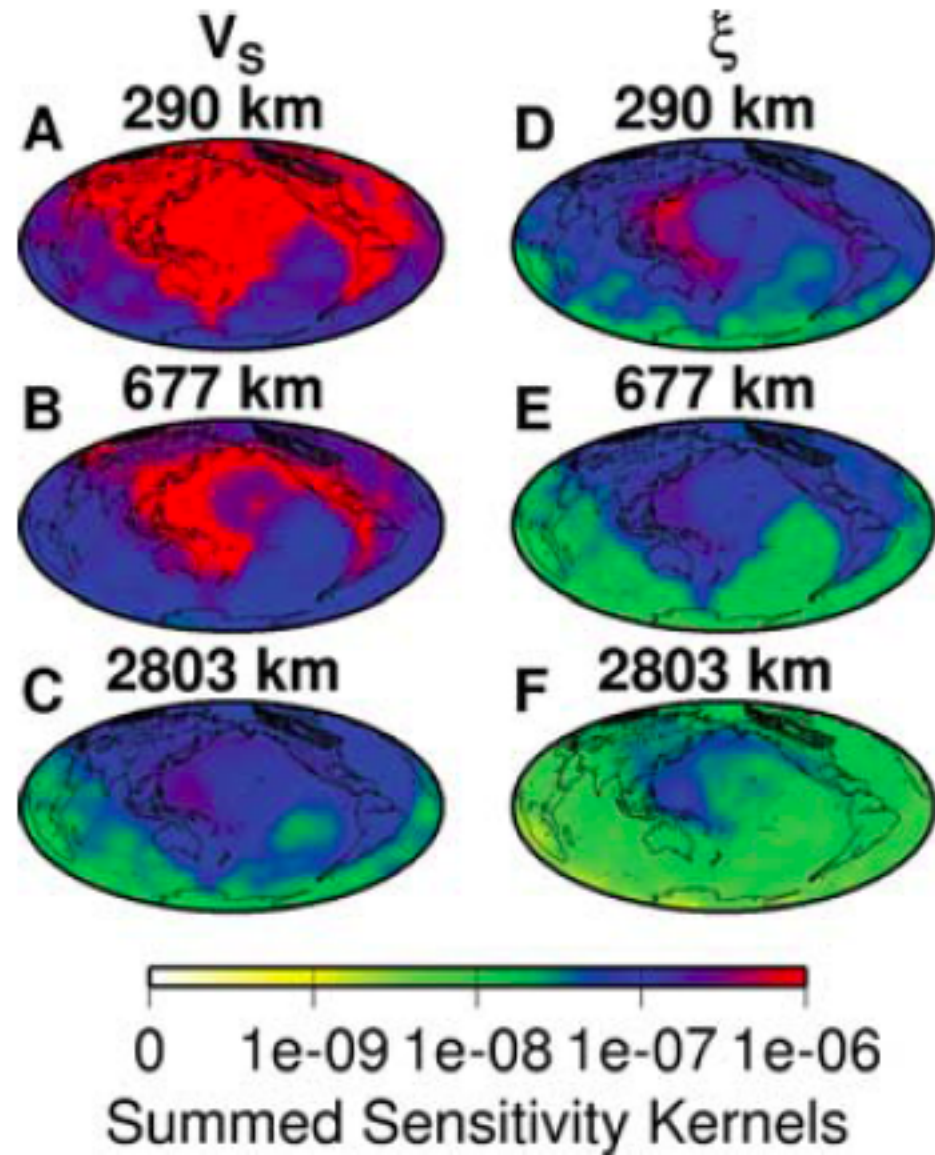 V_S ξ
A 290 km D 290 km
B 677 km E 677 km
C 2803 km F 2803 km
0 1e-09 1e-08 1e-07 1e-06
Summed Sensitivity Kernels